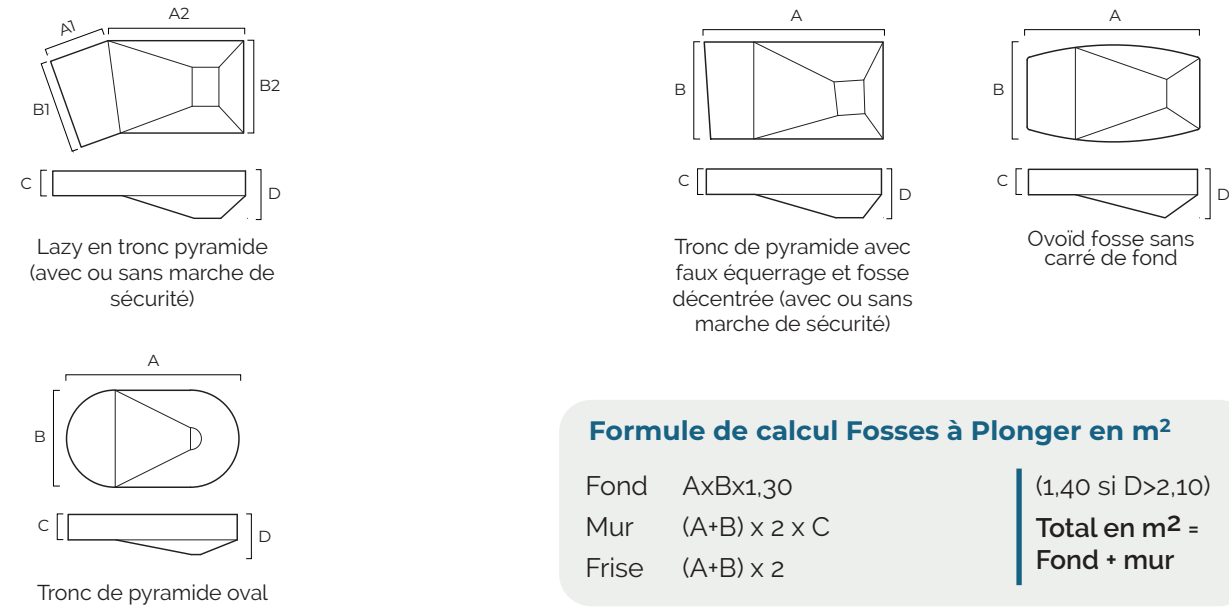 A1
A2
B1
B2
C
D
Lazy en tronc pyramide
(avec ou sans marche de
sécurité)
A
B
C
D
Tronc de pyramide avec
faux équerrage et fosse
décentrée (avec ou sans
marche de sécurité)
A
B
C
D
Ovoïd fosse sans
carré de fond
A
B
C
D
Tronc de pyramide oval
Formule de calcul Fosses à Plonger en m²
Fond AxBx1,30
Mur (A+B) x 2 x C
Frise (A+B) x 2
(1,40 si D>2,10)
Total en m² =
Fond + mur